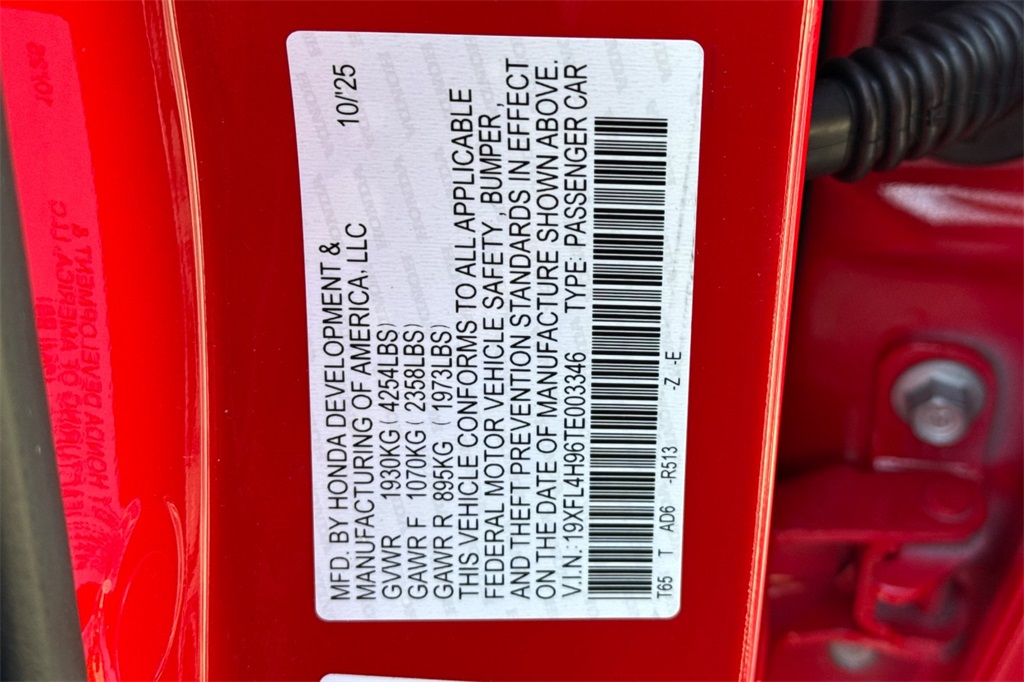 MFD. BY HONDA DEVELOPMENT & 10/'25
MANUFACTURING OF AMERICA, LLC
GVWR 1930KG ( 4254LBS)
GAWR F 1070KG ( 2358LBS)
GAWR R 895KG ( 1973LBS)
THIS VEHICLE CONFORMS TO ALL APPLICABLE
FEDERAL MOTOR VEHICLE SAFETY, BUMPER,
AND THEFT PREVENTION STANDARDS IN EFFECT
ON THE DATE OF MANUFACTURE SHOWN ABOVE.
V.I.N.: 19XFL4H96TE003346 TYPE: PASSENGER CAR
T65 T AD6 -R513 -Z -E